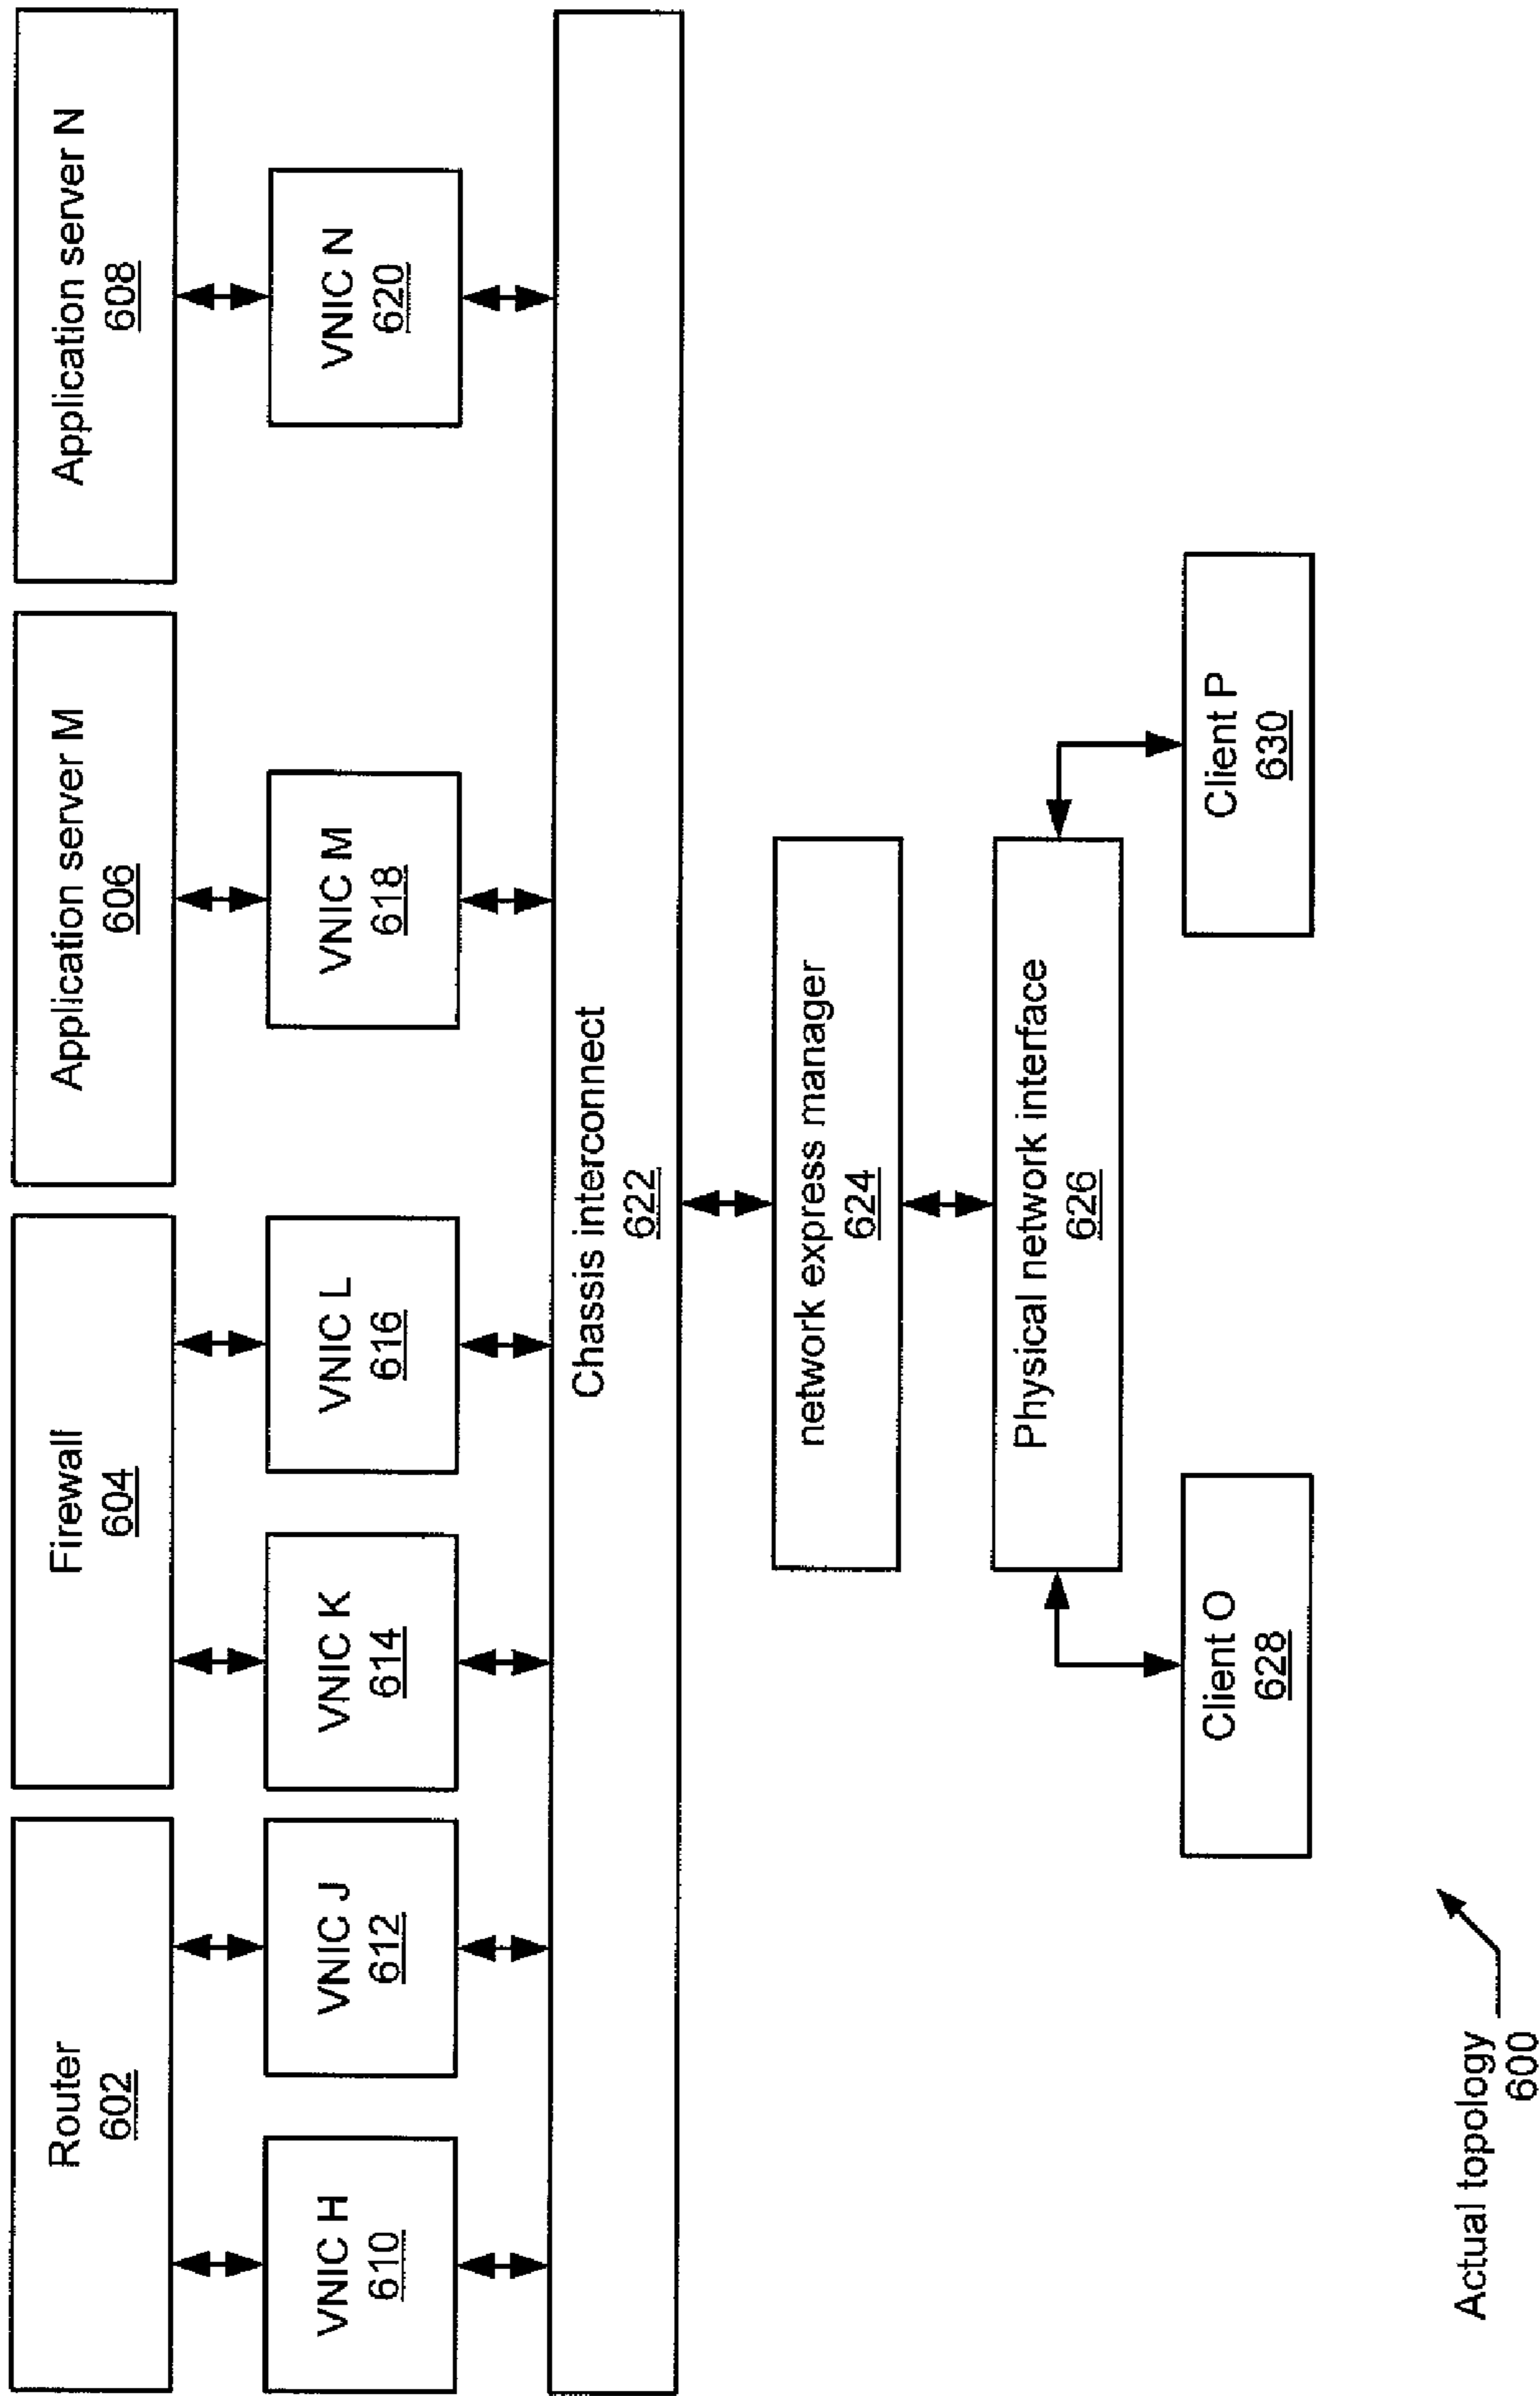 Router
602
Firewall
604
Application server M
606
Application server N
608
VNIC H
610
VNIC J
612
VNIC K
614
VNIC L
616
VNIC M
618
VNIC N
620
Chassis interconnect
622
network express manager
624
Physical network interface
626
Client O
628
Client P
630
Actual topology
600